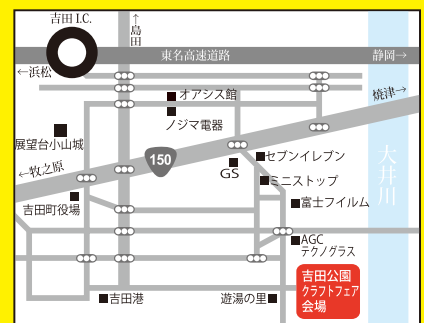 吉田 I.C.
↑島田
東名高速道路
静岡→
←浜松
オアシス館
焼津→
ノジマ電器
展望台小山城
大井川
150
セブンイレブン
←牧之原
GS
ミニストップ
吉田町役場
富士フイルム
AGC
テクノグラス
吉田公園
クラフトフェア
会場
吉田港
遊湯の里